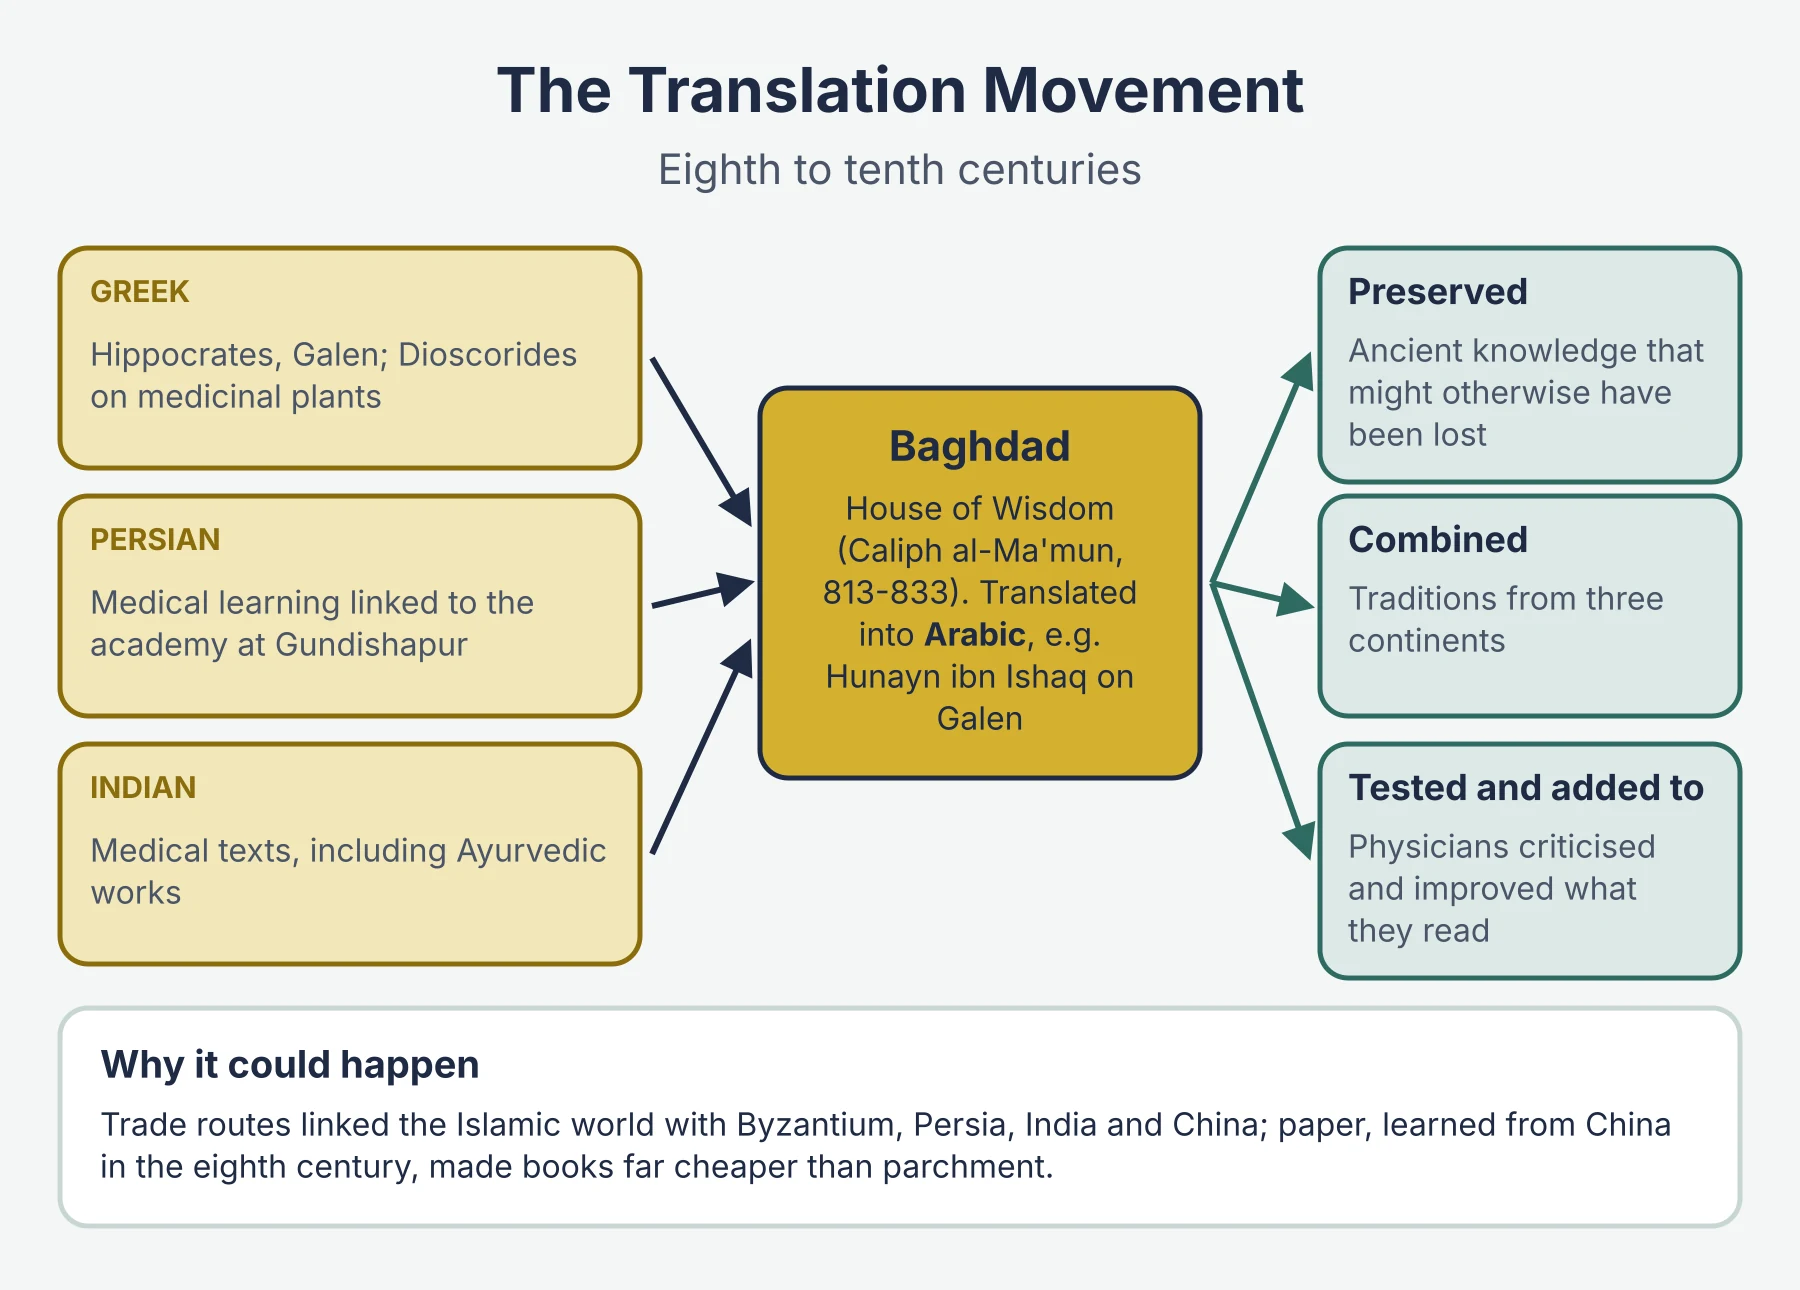 The Translation Movement
Eighth to tenth centuries
GREEK
Hippocrates, Galen; Dioscorides
on medicinal plants
PERSIAN
Medical learning linked to the
academy at Gundishapur
INDIAN
Medical texts, including Ayurvedic
works
Baghdad
House of Wisdom
(Caliph al-Ma'mun,
813-833). Translated
into Arabic, e.g.
Hunayn ibn Ishaq on
Galen
Preserved
Ancient knowledge that
might otherwise have
been lost
Combined
Traditions from three
continents
Tested and added to
Physicians criticised
and improved what
they read
Why it could happen
Trade routes linked the Islamic world with Byzantium, Persia, India and China; paper, learned from China
in the eighth century, made books far cheaper than parchment.